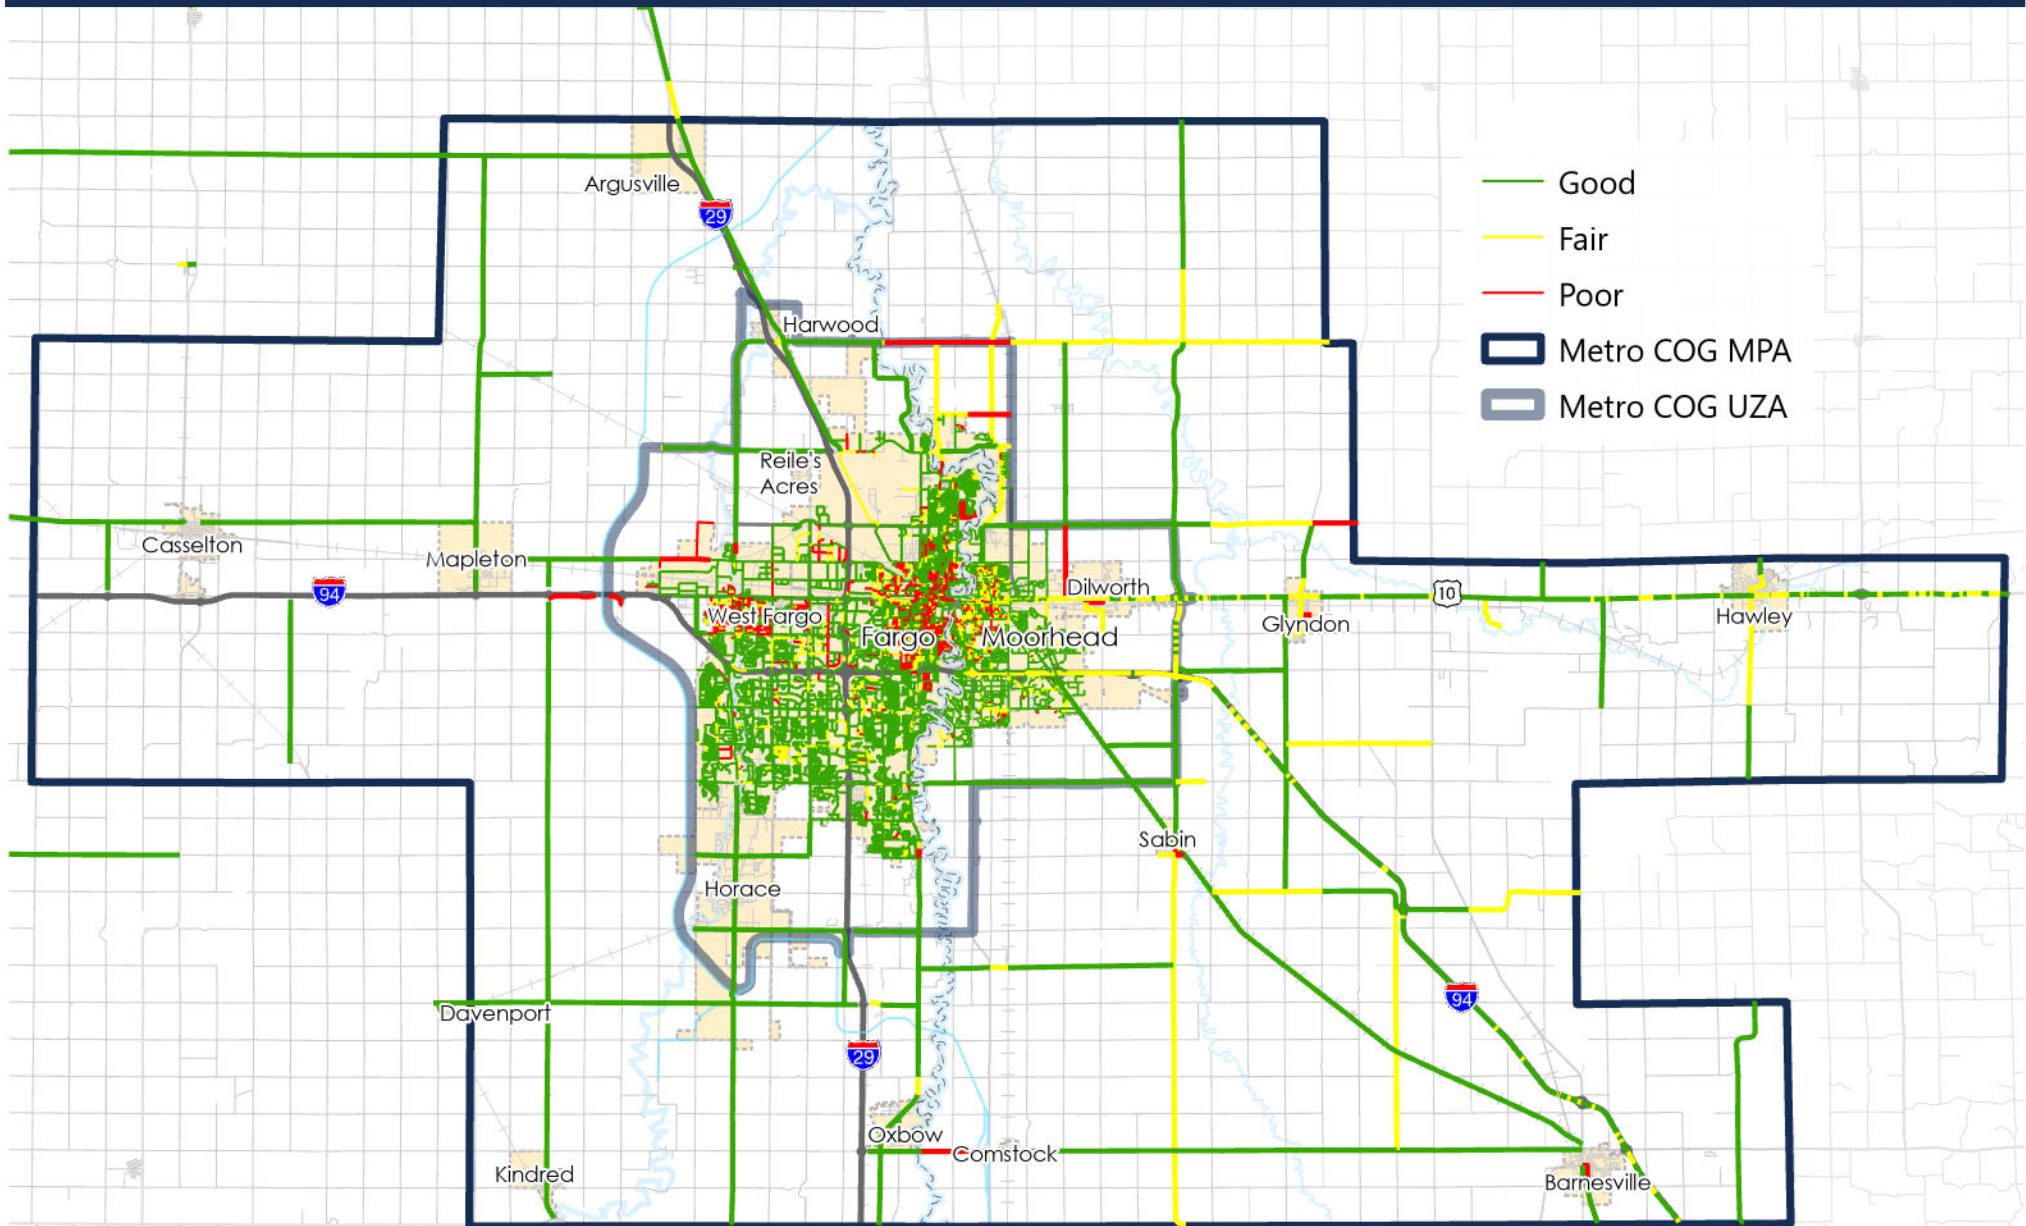 Argusville
29
Good
Fair
Poor
Metro COG MPA
Metro COG UZA
Harwood
Reile's
Acres
Casselton
Mapleton
94
West Fargo
Fargo
Moorhead
Dilworth
10
Glyndon
Hawley
Sabin
Horace
94
Davenport
29
Oxbow
Comstock
Kindred
Barnesville